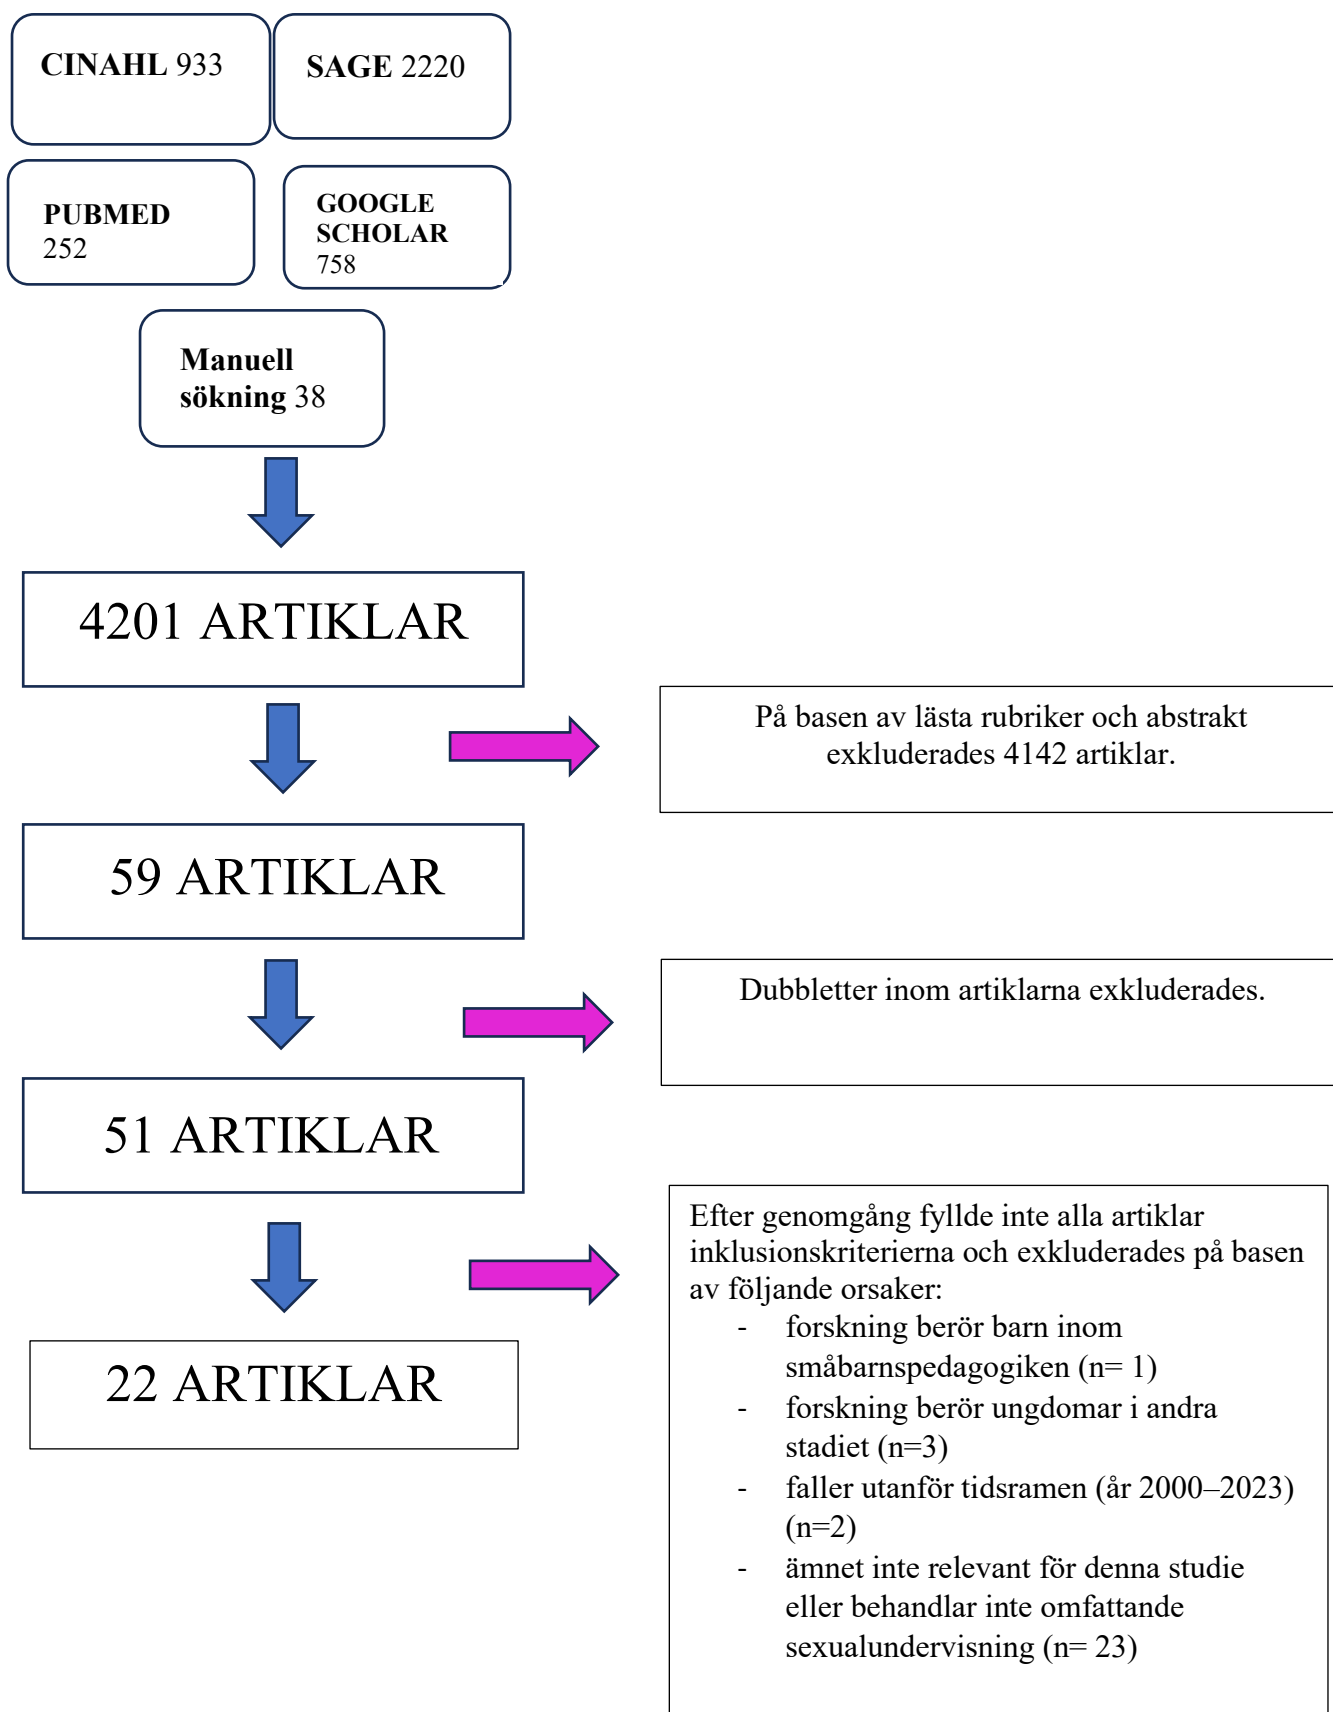 CINAHL 933
SAGE 2220
PUBMED
252
GOOGLE
SCHOLAR
758
Manuell
sökning 38
4201 ARTIKLAR
På basen av lästa rubriker och abstrakt
exkluderades 4142 artiklar.
59 ARTIKLAR
Dubbletter inom artiklarna exkluderades.
51 ARTIKLAR
Efter genomgång fyllde inte alla artiklar
inklusionskriterierna och exkluderades på basen
av följande orsaker:
- forskning berör barn inom
småbarnspedagogiken (n= 1)
- forskning berör ungdomar i andra
stadiet (n=3)
- faller utanför tidsramen (år 2000–2023)
(n=2)
- ämnet inte relevant för denna studie
eller behandlar inte omfattande
sexualundervisning (n= 23)
22 ARTIKLAR